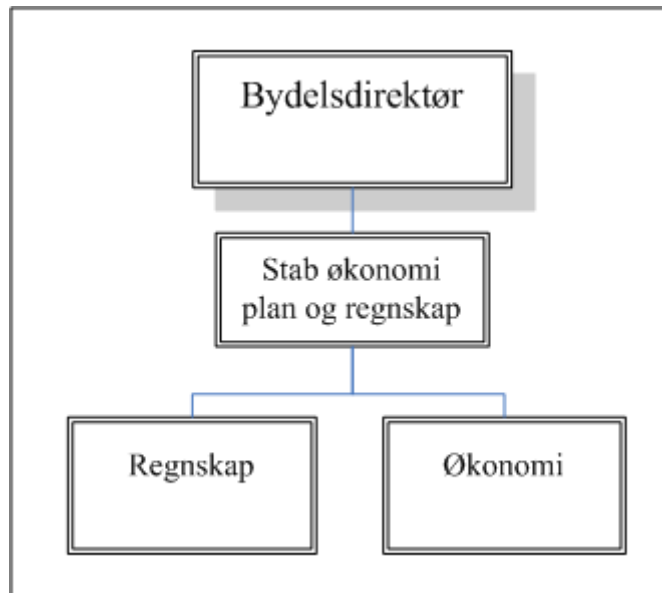 Bydelsdirektør
Stab økonomi
plan og regnskap
Regnskap
Økonomi